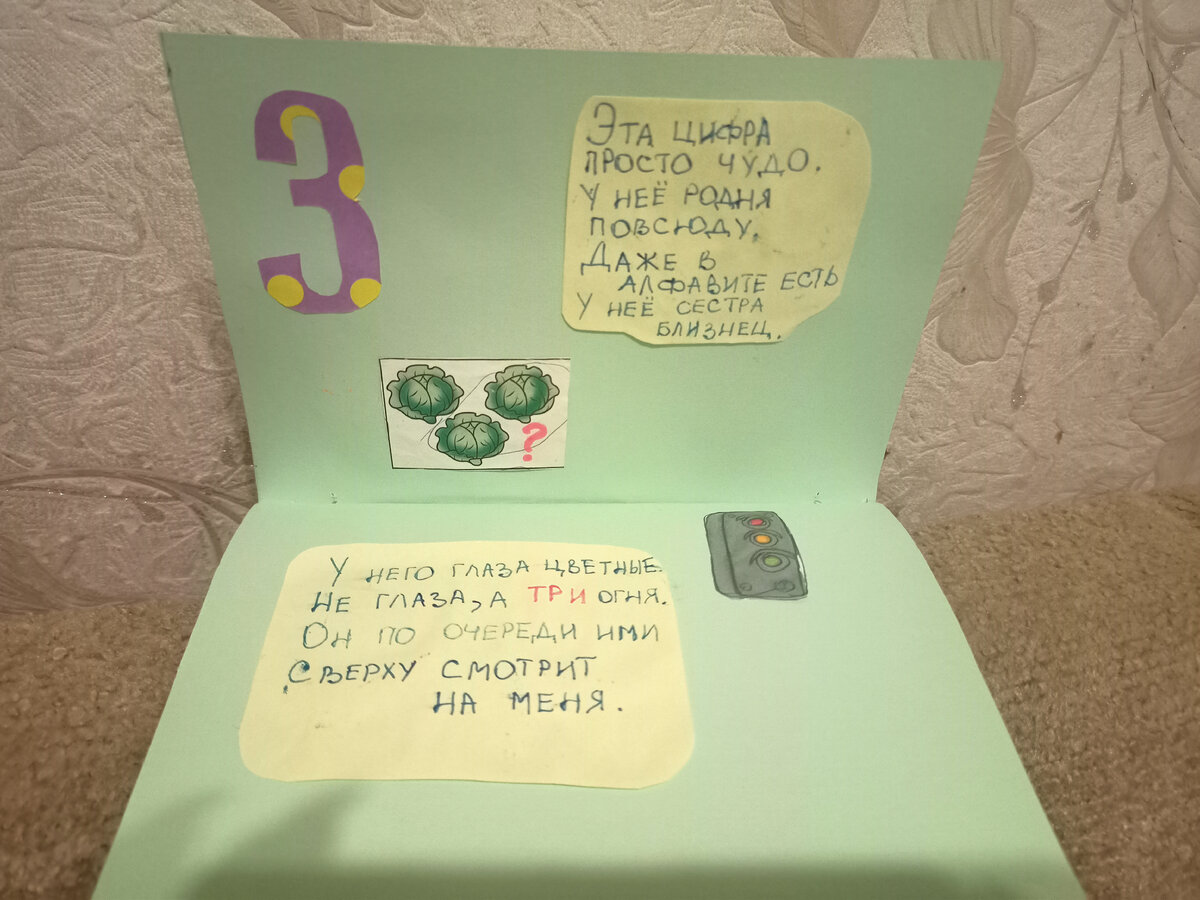 3
Эта цифра
просто чудо.
У неё родня
повсюду.
Даже в
алфавите есть
у неё сестра
близнец.
?
У него глаза цветные.
Не глаза, а три огня.
Он по очереди ими
сверху смотрит
на меня.